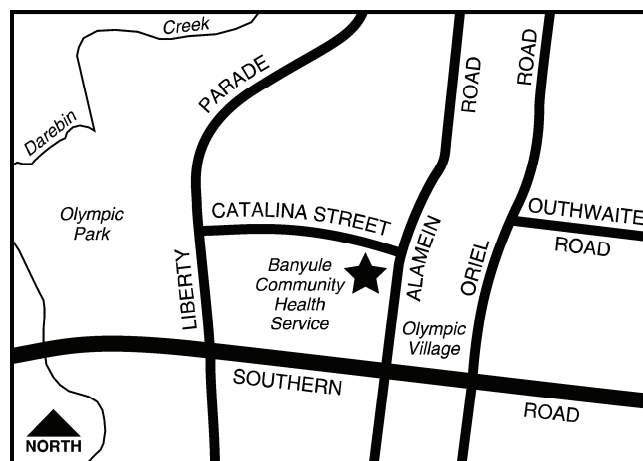 Creek
Darebin
PARADE
ROAD
ROAD
Olympic
Park
CATALINA STREET
OUTHWAITE
ROAD
LIBERTY
Banyule
Community
Health
Service
ALAMEIN
ORIEL
Olympic
Village
SOUTHERN
ROAD
NORTH